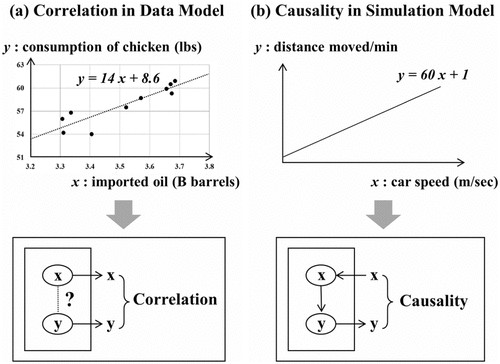 (a) Correlation in Data Model
y : consumption of chicken (lbs)
63
60
57
54
51
y = 14 x + 8.6
3.2 3.3 3.4 3.5 3.6 3.7 3.8
x : imported oil (B barrels)
x
x
?
y
y
Correlation
(b) Causality in Simulation Model
y : distance moved/min
y = 60 x + 1
x : car speed (m/sec)
x
x
y
y
Causality